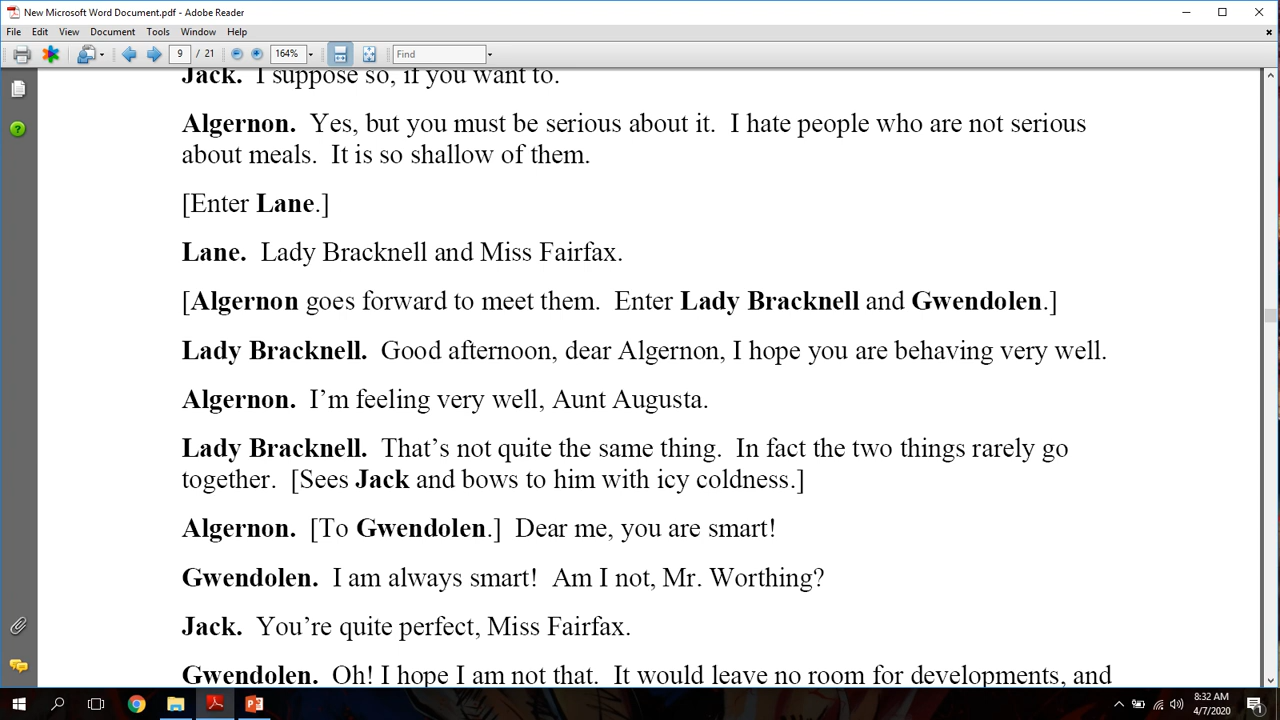 New Microsoft Word Document.pdf - Adobe Reader
File Edit View Document Tools Window Help
9 / 21 164% Find
Jack.  I suppose so, if you want to.
Algernon.  Yes, but you must be serious about it.  I hate people who are not serious
about meals.  It is so shallow of them.
[Enter Lane.]
Lane.  Lady Bracknell and Miss Fairfax.
[Algernon goes forward to meet them.  Enter Lady Bracknell and Gwendolen.]
Lady Bracknell.  Good afternoon, dear Algernon, I hope you are behaving very well.
Algernon.  I’m feeling very well, Aunt Augusta.
Lady Bracknell.  That’s not quite the same thing.  In fact the two things rarely go
together.  [Sees Jack and bows to him with icy coldness.]
Algernon.  [To Gwendolen.]  Dear me, you are smart!
Gwendolen.  I am always smart!  Am I not, Mr. Worthing?
Jack.  You’re quite perfect, Miss Fairfax.
Gwendolen.  Oh! I hope I am not that.  It would leave no room for developments, and
8:32 AM
4/7/2020